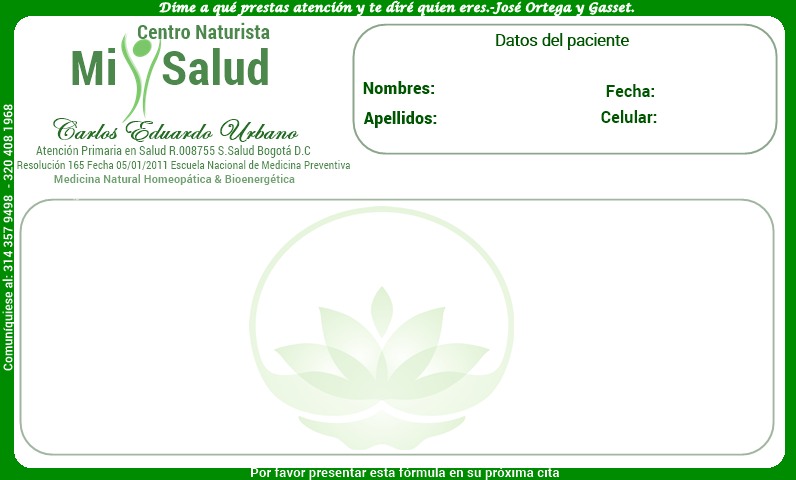 Dime a qué prestas atención y te diré quien eres.-José Ortega y Gasset.
Centro Naturista
Mi Salud
Carlos Eduardo Urbano
Atención Primaria en Salud R.008755 S.Salud Bogotá D.C
Resolución 165 Fecha 05/01/2011 Escuela Nacional de Medicina Preventiva
Medicina Natural Homeopática & Bioenergética
Datos del paciente
Nombres:
Fecha:
Apellidos:
Celular:
Comuníquiese al: 314 357 9498 - 320 408 1968
Por favor presentar esta fórmula en su próxima cita